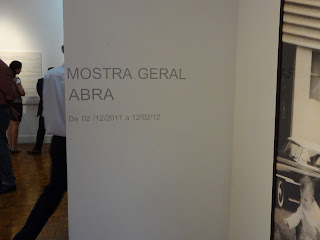 MOSTRA GERAL
ABRA
De 02 /12/2011 a 12/02/12